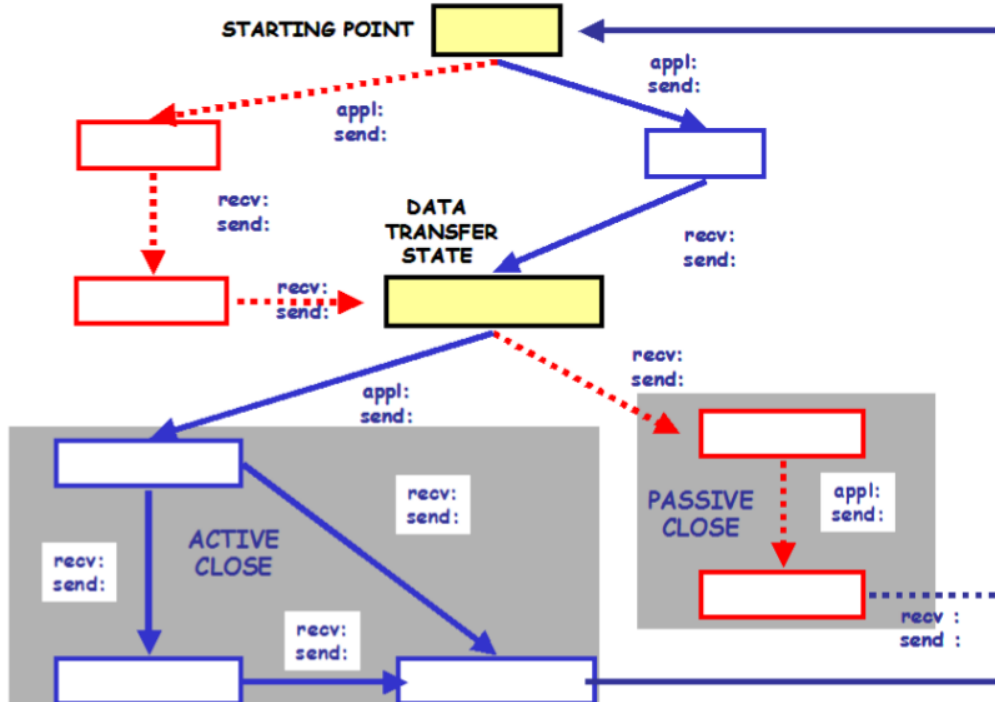 STARTING POINT
appl:
send:
appl:
send:
recv:
send:
DATA
TRANSFER
STATE
recv:
send:
recv:
send:
recv:
send:
appl:
send:
recv:
send:
appl:
send:
PASSIVE
CLOSE
ACTIVE
CLOSE
recv:
send:
recv :
send :
recv:
send: